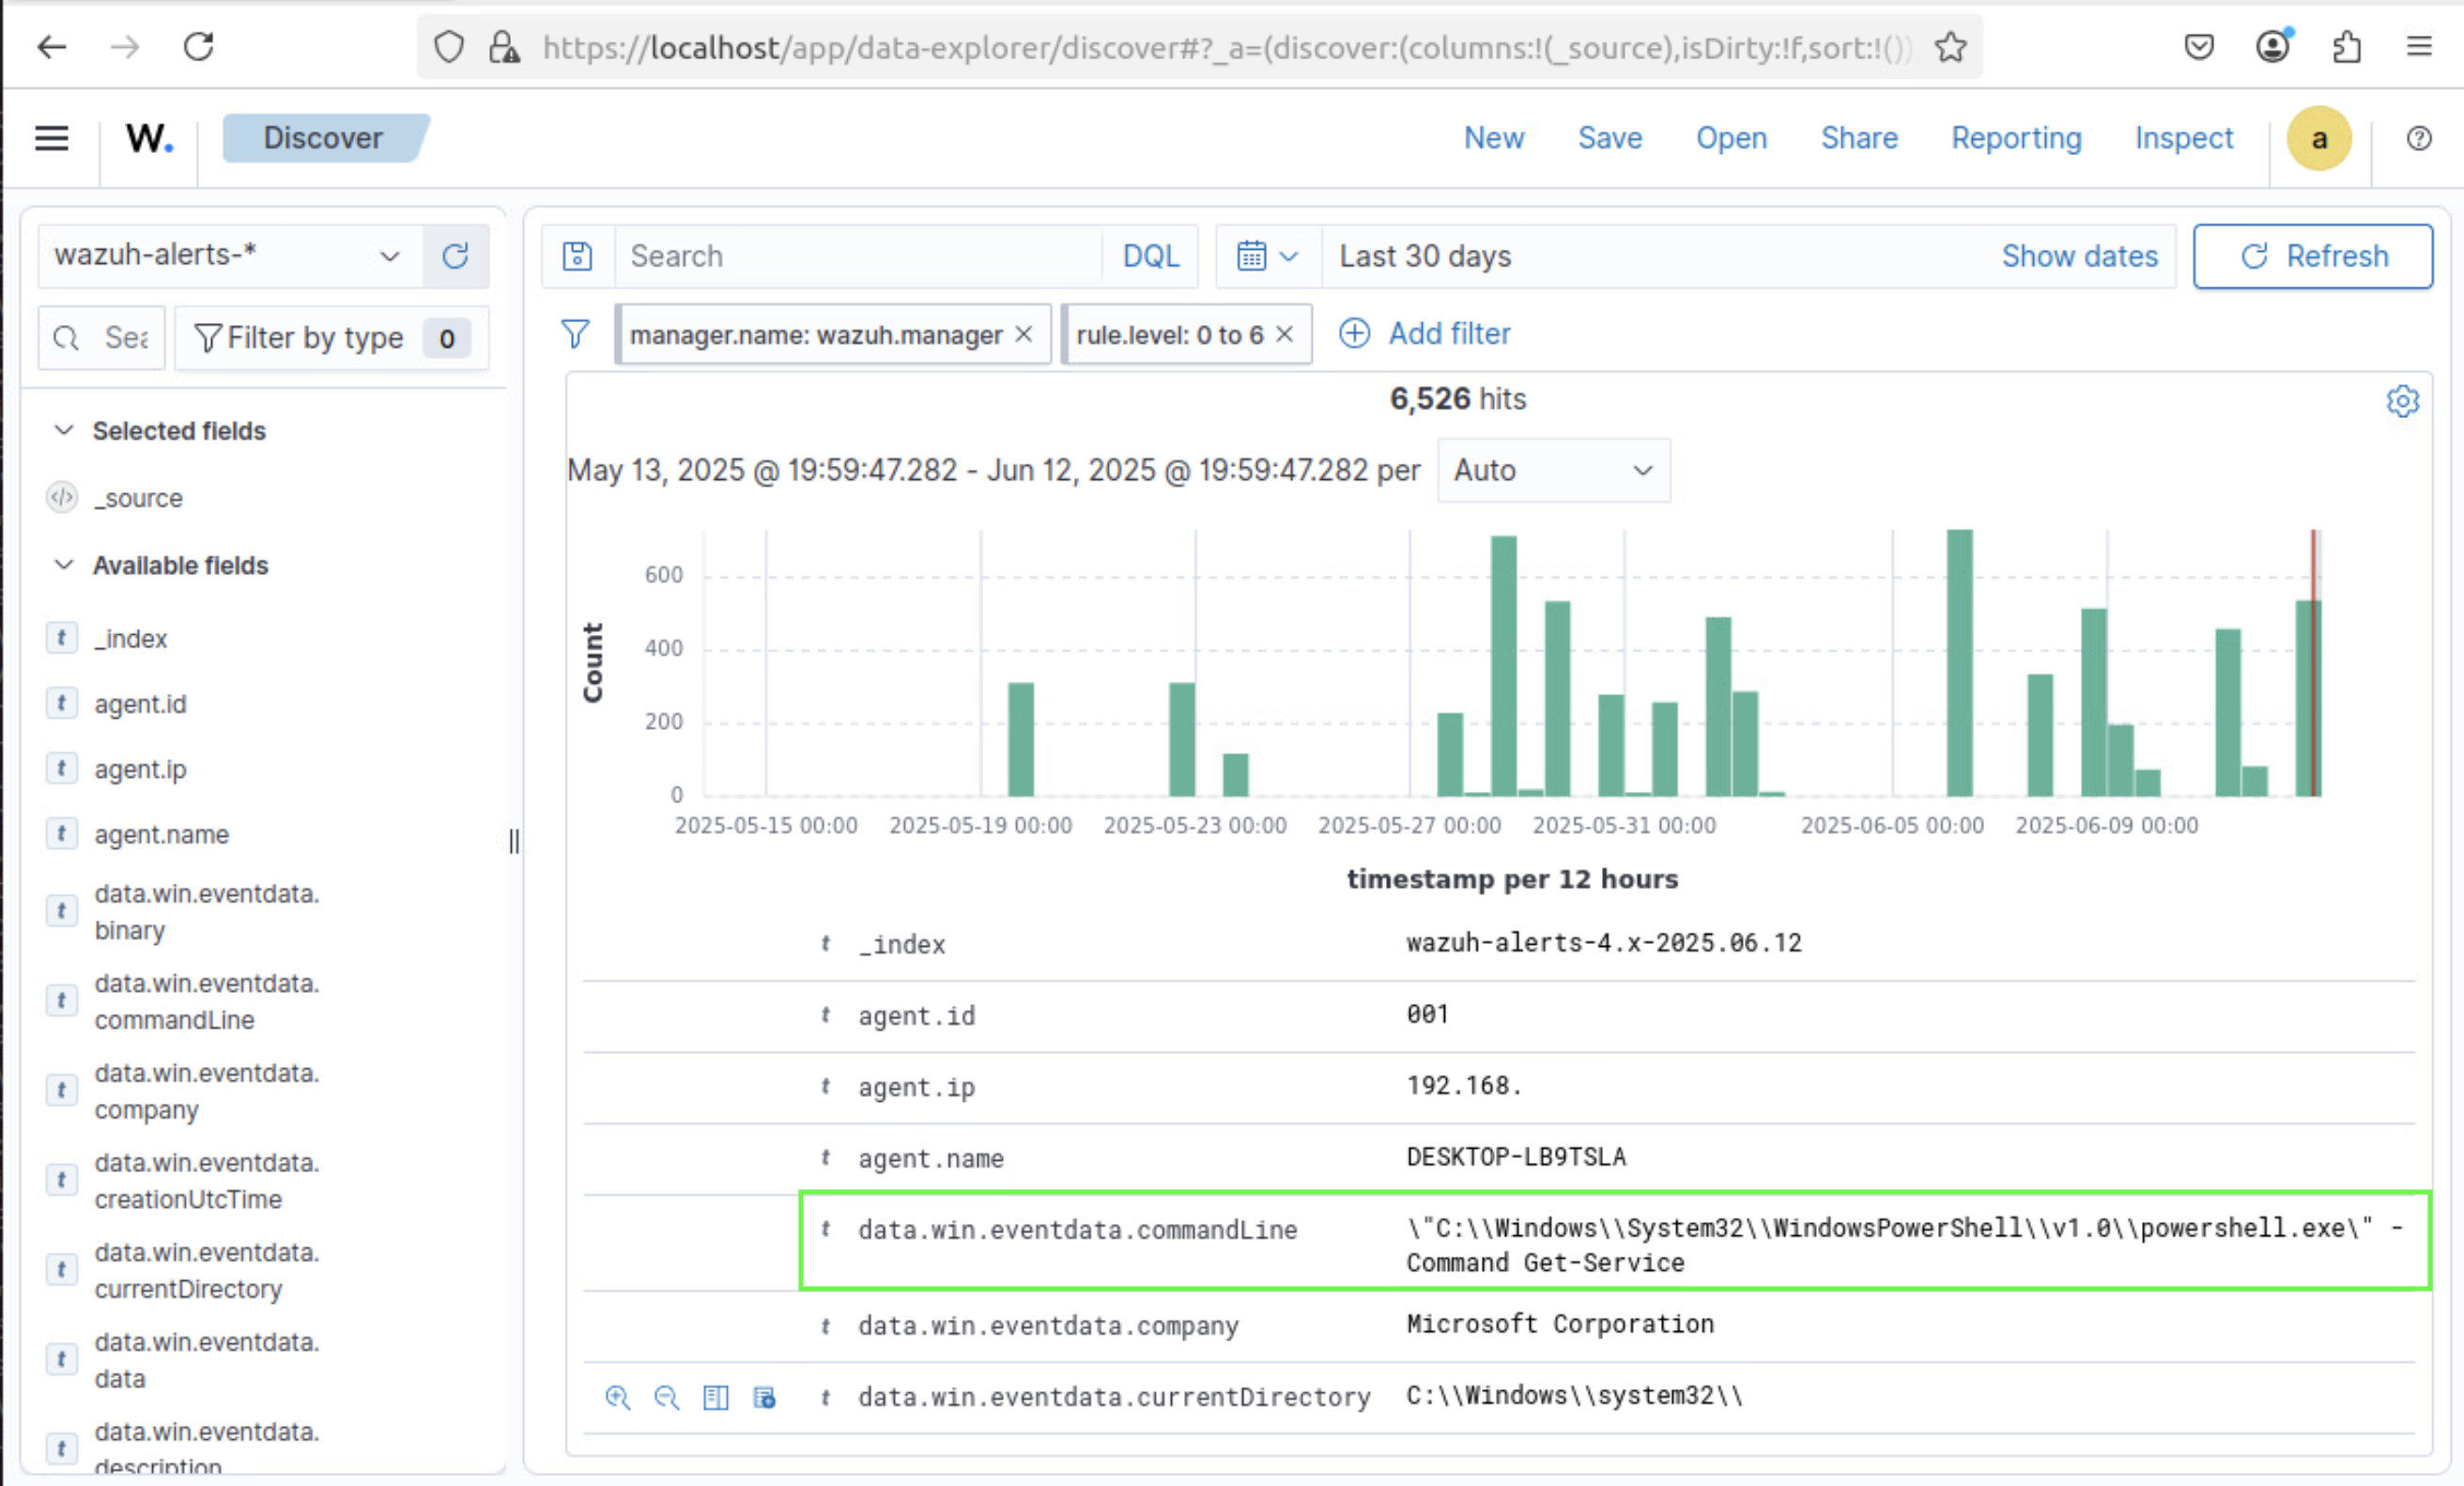 https://localhost/app/data-explorer/discover#?_a=(discover:(columns:!(_source),isDirty:!f,sort:!())
W. Discover New Save Open Share Reporting Inspect a
wazuh-alerts-*
Search DQL Last 30 days Show dates Refresh
Sea Filter by type 0
manager.name: wazuh.manager rule.level: 0 to 6 Add filter
Selected fields
_source
Available fields
t _index
t agent.id
t agent.ip
t agent.name
t data.win.eventdata.
binary
t data.win.eventdata.
commandLine
t data.win.eventdata.
company
t data.win.eventdata.
creationUtcTime
t data.win.eventdata.
currentDirectory
t data.win.eventdata.
data
t data.win.eventdata.
description
6,526 hits
May 13, 2025 @ 19:59:47.282 - Jun 12, 2025 @ 19:59:47.282 per Auto
Count
600
400
200
0
2025-05-15 00:00 2025-05-19 00:00 2025-05-23 00:00 2025-05-27 00:00 2025-05-31 00:00 2025-06-05 00:00 2025-06-09 00:00
timestamp per 12 hours
t _index wazuh-alerts-4.x-2025.06.12
t agent.id 001
t agent.ip 192.168.
t agent.name DESKTOP-LB9TSLA
t data.win.eventdata.commandLine \"C:\\Windows\\System32\\WindowsPowerShell\\v1.0\\powershell.exe\" -
Command Get-Service
t data.win.eventdata.company Microsoft Corporation
t data.win.eventdata.currentDirectory C:\\Windows\\system32\\